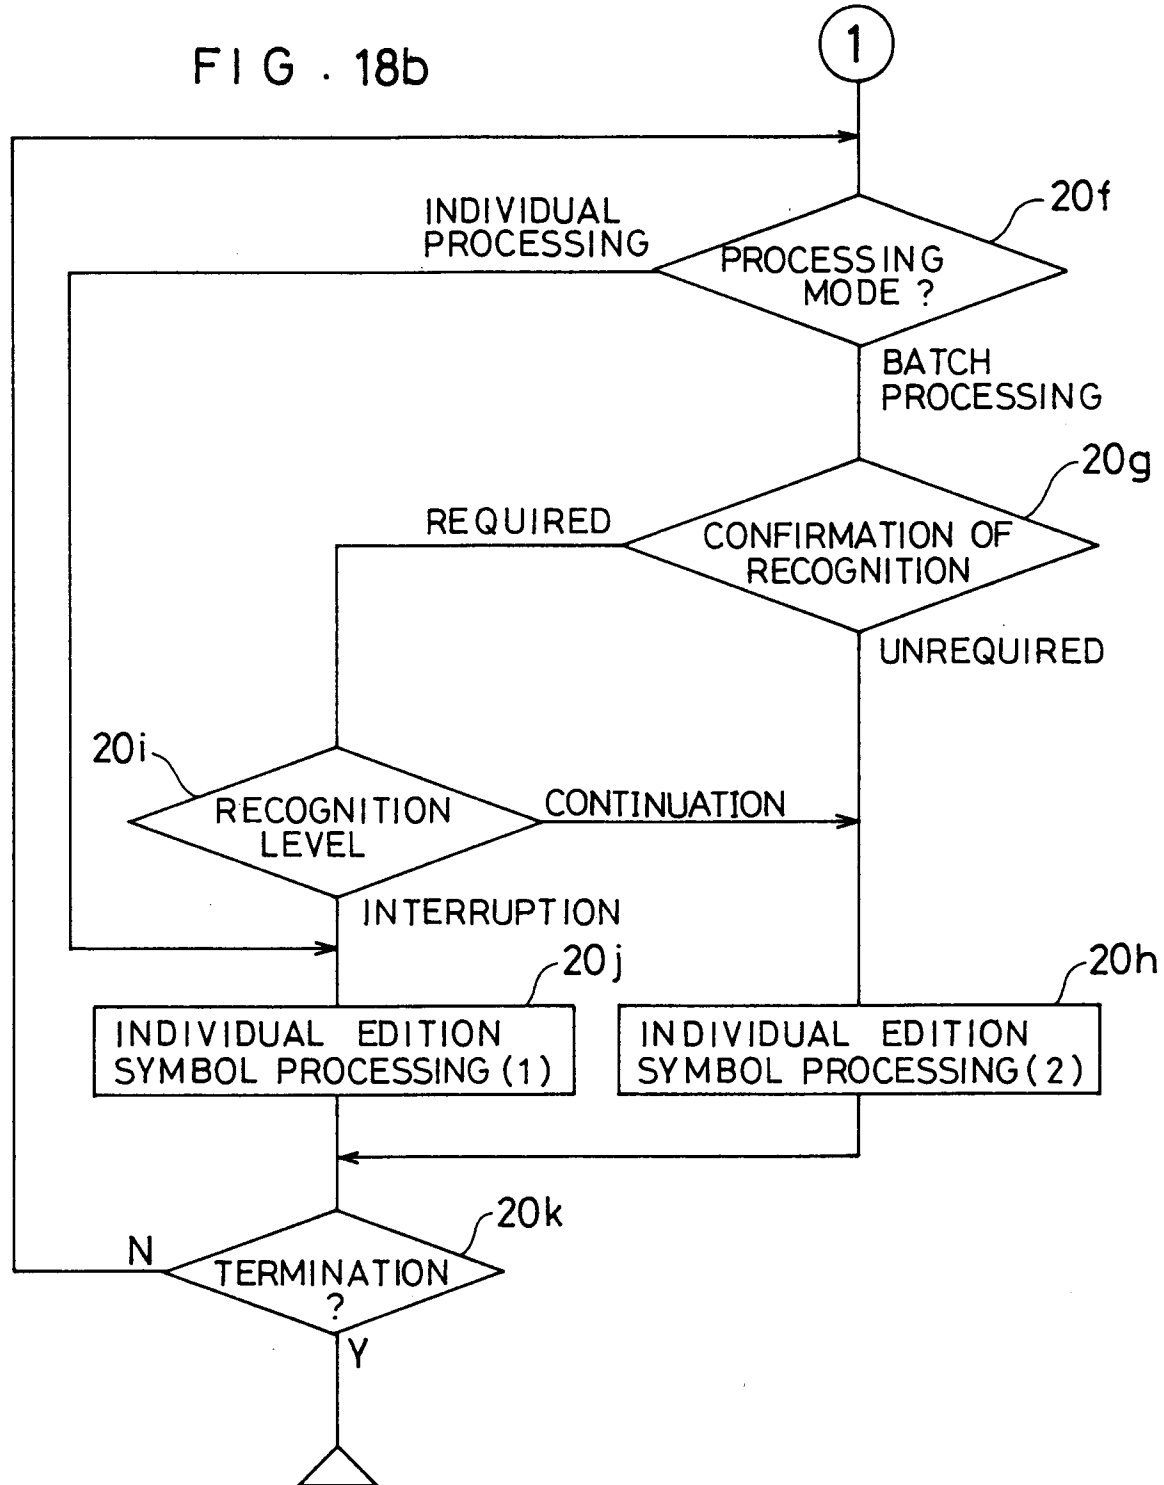 FIG. 18b
1
20f
INDIVIDUAL
PROCESSING
PROCESSING
MODE ?
BATCH
PROCESSING
20g
REQUIRED
CONFIRMATION OF
RECOGNITION
UNREQUIRED
20i
RECOGNITION
LEVEL
CONTINUATION
INTERRUPTION
20j
20h
INDIVIDUAL EDITION
SYMBOL PROCESSING (1)
INDIVIDUAL EDITION
SYMBOL PROCESSING (2)
20k
N
TERMINATION
?
Y